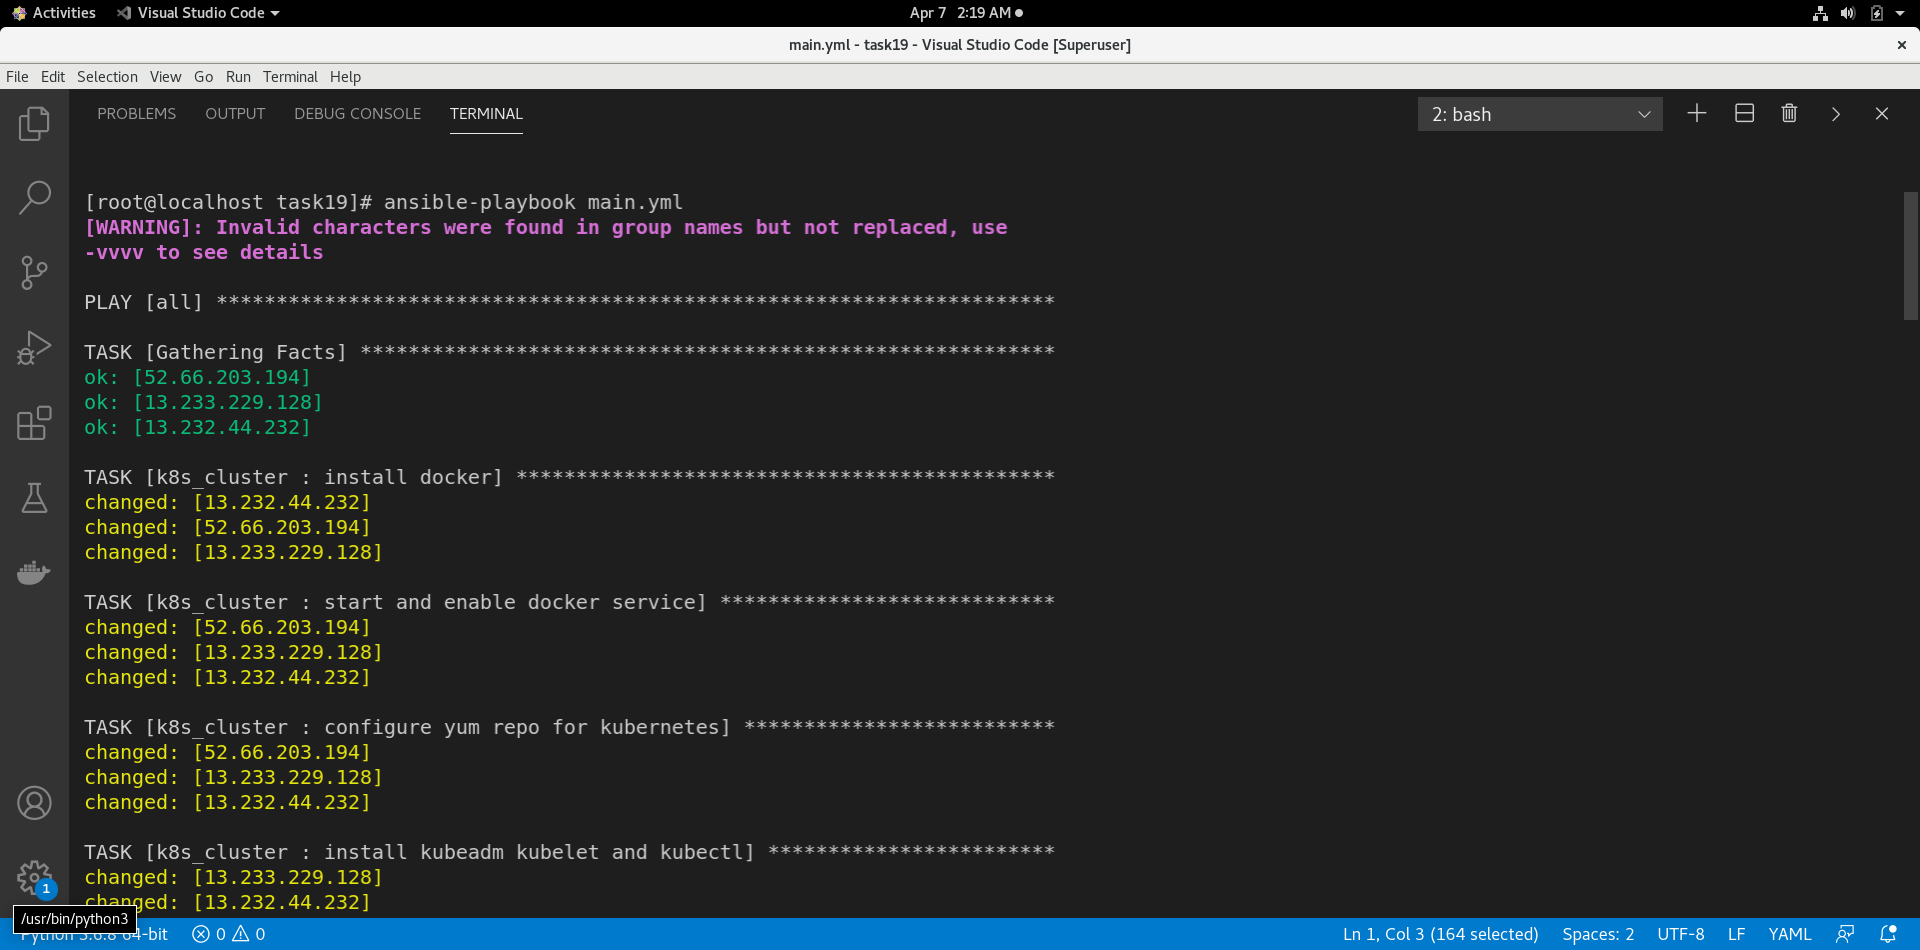 Activities Visual Studio Code Apr 7 2:19 AM
main.yml - task19 - Visual Studio Code [Superuser]
File Edit Selection View Go Run Terminal Help
PROBLEMS OUTPUT DEBUG CONSOLE TERMINAL 2: bash
[root@localhost task19]# ansible-playbook main.yml
[WARNING]: Invalid characters were found in group names but not replaced, use
-vvvv to see details
PLAY [all] **********************************************************************
TASK [Gathering Facts] **********************************************************
ok: [52.66.203.194]
ok: [13.233.229.128]
ok: [13.232.44.232]
TASK [k8s_cluster : install docker] *********************************************
changed: [13.232.44.232]
changed: [52.66.203.194]
changed: [13.233.229.128]
TASK [k8s_cluster : start and enable docker service] ****************************
changed: [52.66.203.194]
changed: [13.233.229.128]
changed: [13.232.44.232]
TASK [k8s_cluster : configure yum repo for kubernetes] **************************
changed: [52.66.203.194]
changed: [13.233.229.128]
changed: [13.232.44.232]
TASK [k8s_cluster : install kubeadm kubelet and kubectl] ************************
changed: [13.233.229.128]
changed: [13.232.44.232]
1
/usr/bin/python3
Python 3.6.8 64-bit 0 0 Ln 1, Col 3 (164 selected) Spaces: 2 UTF-8 LF YAML